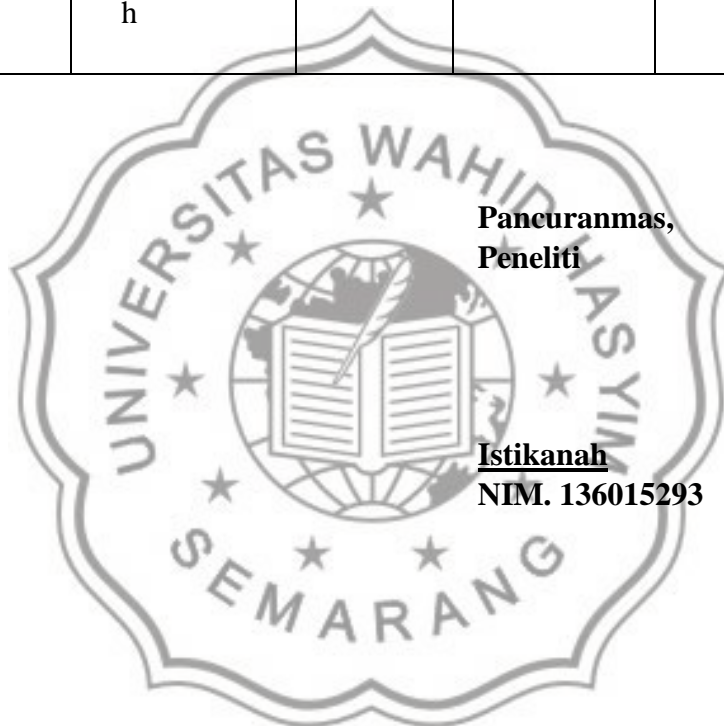 h
UNIVERSITAS WAHID HASYIM
Pancuranmas,
Peneliti
Istikanah
NIM. 136015293
SEMARANG